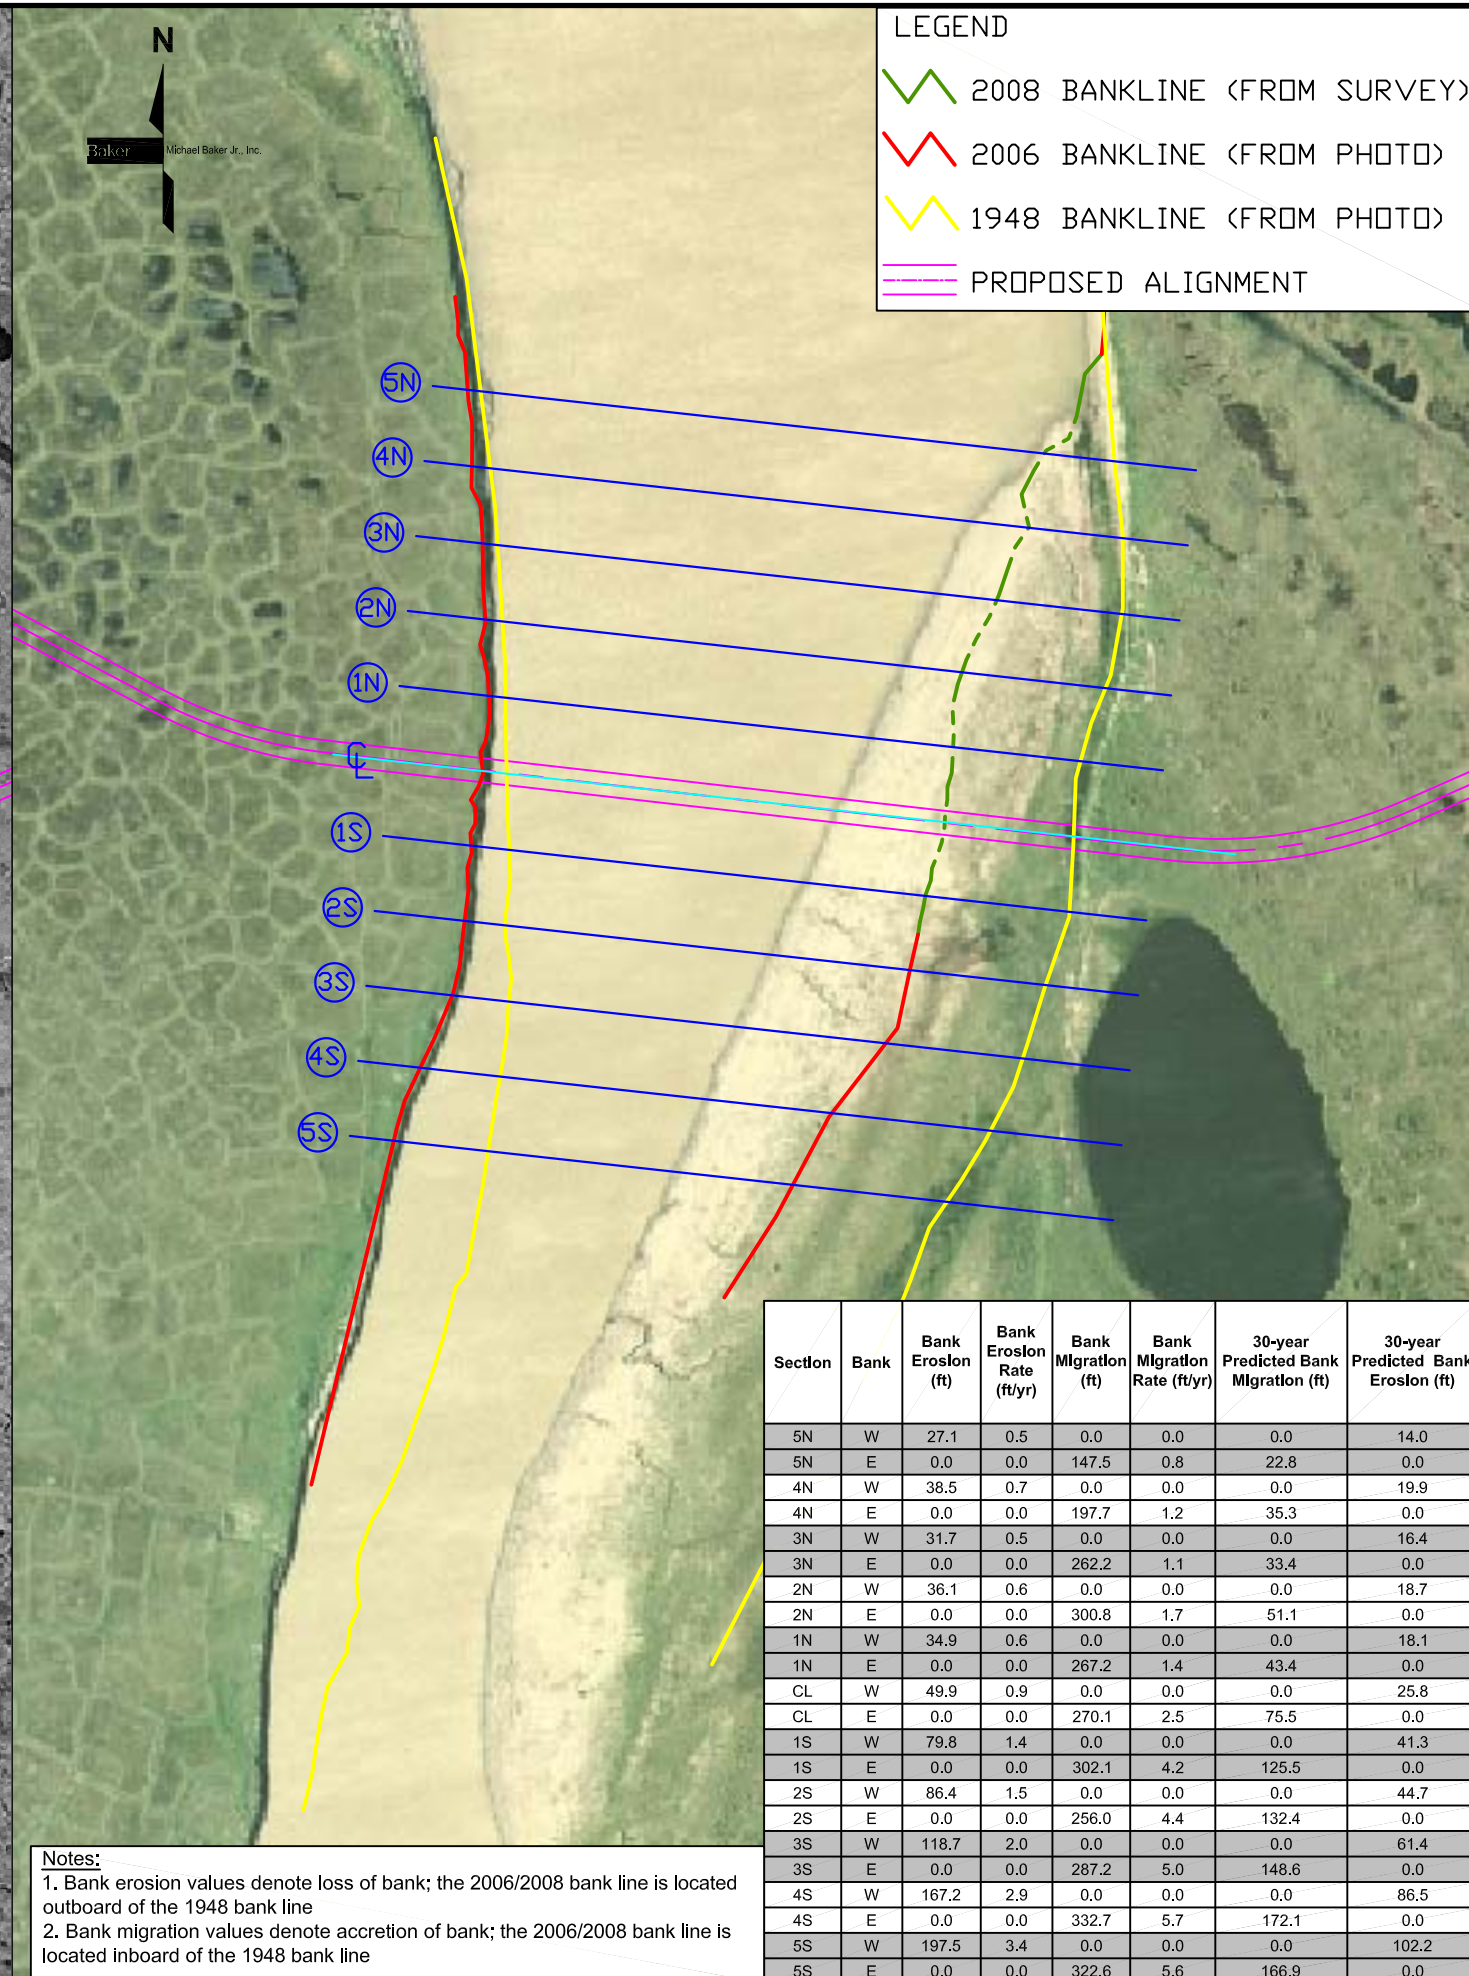 N
Baker Michael Baker Jr., Inc.
LEGEND
2008 BANKLINE (FROM SURVEY)
2006 BANKLINE (FROM PHOTO)
1948 BANKLINE (FROM PHOTO)
PROPOSED ALIGNMENT
5N
4N
3N
2N
1N
CL
1S
2S
3S
4S
5S
Section Bank Bank Erosion (ft) Bank Erosion Rate (ft/yr) Bank Migration (ft) Bank Migration Rate (ft/yr) 30-year Predicted Bank Migration (ft) 30-year Predicted Bank Erosion (ft)
5N W 27.1 0.5 0.0 0.0 0.0 14.0
5N E 0.0 0.0 147.5 0.8 22.8 0.0
4N W 38.5 0.7 0.0 0.0 0.0 19.9
4N E 0.0 0.0 197.7 1.2 35.3 0.0
3N W 31.7 0.5 0.0 0.0 0.0 16.4
3N E 0.0 0.0 262.2 1.1 33.4 0.0
2N W 36.1 0.6 0.0 0.0 0.0 18.7
2N E 0.0 0.0 300.8 1.7 51.1 0.0
1N W 34.9 0.6 0.0 0.0 0.0 18.1
1N E 0.0 0.0 267.2 1.4 43.4 0.0
CL W 49.9 0.9 0.0 0.0 0.0 25.8
CL E 0.0 0.0 270.1 2.5 75.5 0.0
1S W 79.8 1.4 0.0 0.0 0.0 41.3
1S E 0.0 0.0 302.1 4.2 125.5 0.0
2S W 86.4 1.5 0.0 0.0 0.0 44.7
2S E 0.0 0.0 256.0 4.4 132.4 0.0
3S W 118.7 2.0 0.0 0.0 0.0 61.4
3S E 0.0 0.0 287.2 5.0 148.6 0.0
4S W 167.2 2.9 0.0 0.0 0.0 86.5
4S E 0.0 0.0 332.7 5.7 172.1 0.0
5S W 197.5 3.4 0.0 0.0 0.0 102.2
5S E 0.0 0.0 322.6 5.6 166.9 0.0
Notes:
1. Bank erosion values denote loss of bank; the 2006/2008 bank line is located
outboard of the 1948 bank line
2. Bank migration values denote accretion of bank; the 2006/2008 bank line is
located inboard of the 1948 bank line